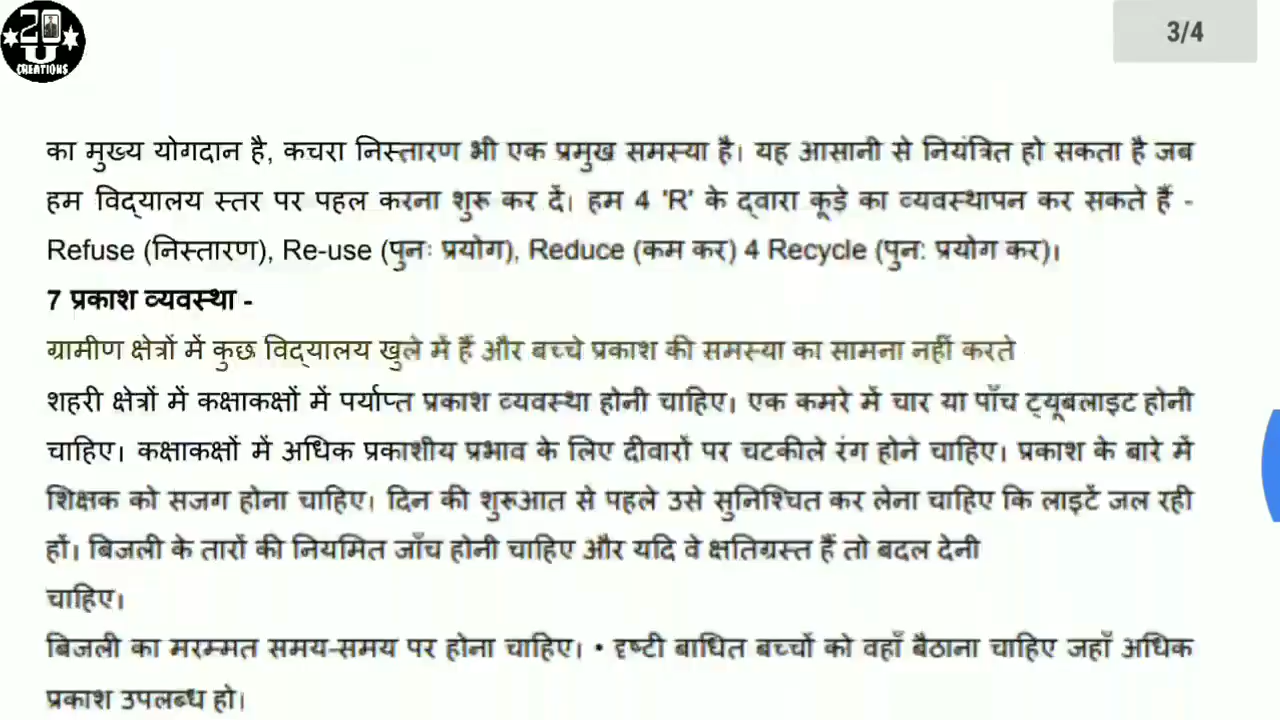 20
U
CREATIONS
3/4
का मुख्य योगदान है, कचरा निस्तारण भी एक प्रमुख समस्या है। यह आसानी से नियंत्रित हो सकता है जब
हम विद्यालय स्तर पर पहल करना शुरू कर दें। हम 4 'R' के द्वारा कूड़े का व्यवस्थापन कर सकते हैं -
Refuse (निस्तारण), Re-use (पुनः प्रयोग), Reduce (कम कर) 4 Recycle (पुन: प्रयोग कर)।
7 प्रकाश व्यवस्था -
ग्रामीण क्षेत्रों में कुछ विद्यालय खुले में हैं और बच्चे प्रकाश की समस्या का सामना नहीं करते
शहरी क्षेत्रों में कक्षाकक्षों में पर्याप्त प्रकाश व्यवस्था होनी चाहिए। एक कमरे में चार या पाँच ट्यूबलाइट होनी
चाहिए। कक्षाकक्षों में अधिक प्रकाशीय प्रभाव के लिए दीवारों पर चटकीले रंग होने चाहिए। प्रकाश के बारे में
शिक्षक को सजग होना चाहिए। दिन की शुरूआत से पहले उसे सुनिश्चित कर लेना चाहिए कि लाइटें जल रही
हों। बिजली के तारों की नियमित जाँच होनी चाहिए और यदि वे क्षतिग्रस्त हैं तो बदल देनी
चाहिए।
बिजली का मरम्मत समय-समय पर होना चाहिए। • दृष्टी बाधित बच्चों को वहाँ बैठाना चाहिए जहाँ अधिक
प्रकाश उपलब्ध हो।